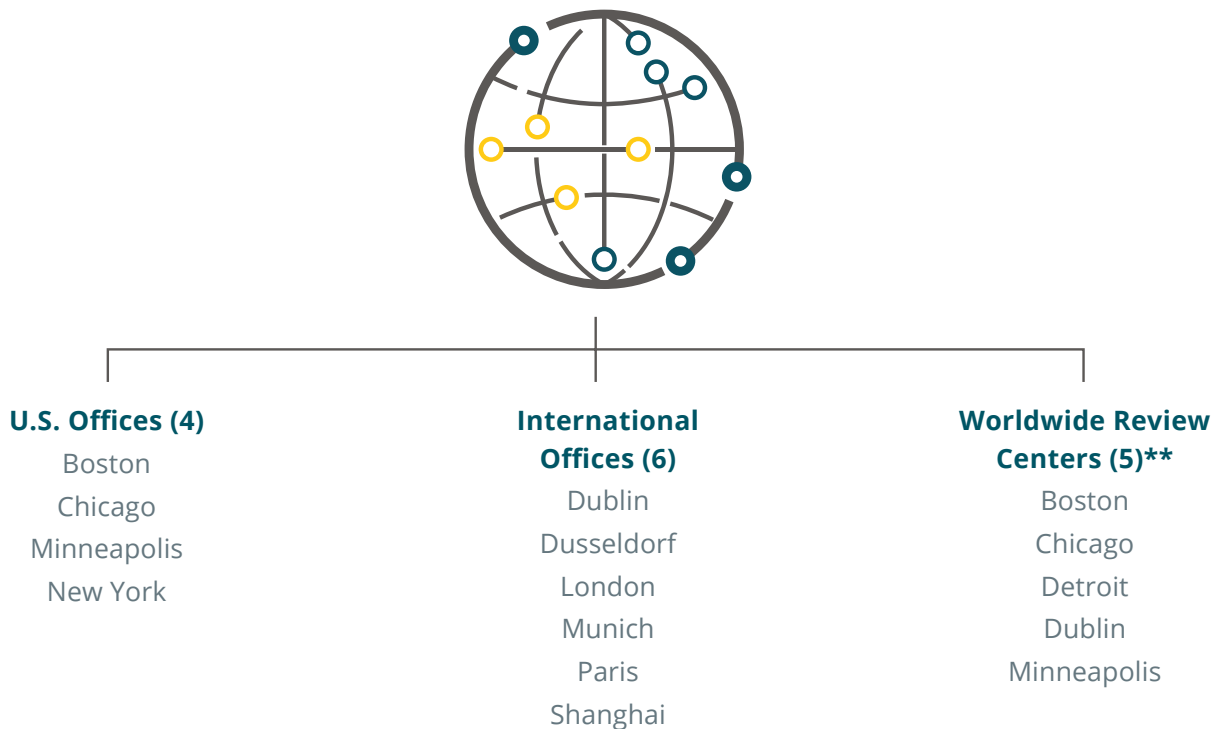 U.S. Offices (4)
Boston
Chicago
Minneapolis
New York
International
Offices (6)
Dublin
Dusseldorf
London
Munich
Paris
Shanghai
Worldwide Review
Centers (5)**
Boston
Chicago
Detroit
Dublin
Minneapolis